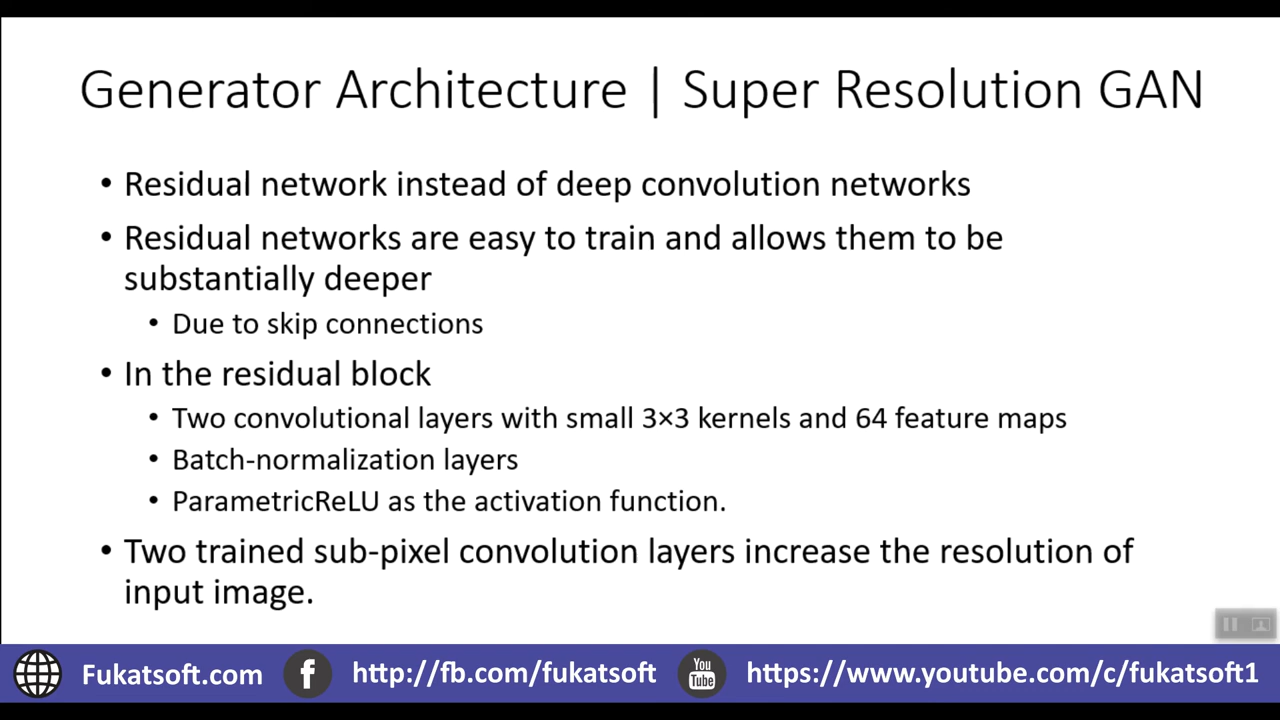 Generator Architecture | Super Resolution GAN
• Residual network instead of deep convolution networks
• Residual networks are easy to train and allows them to be
substantially deeper
• Due to skip connections
• In the residual block
• Two convolutional layers with small 3×3 kernels and 64 feature maps
• Batch-normalization layers
• ParametricReLU as the activation function.
• Two trained sub-pixel convolution layers increase the resolution of
input image.
Fukatsoft.com f http://fb.com/fukatsoft You Tube https://www.youtube.com/c/fukatsoft1